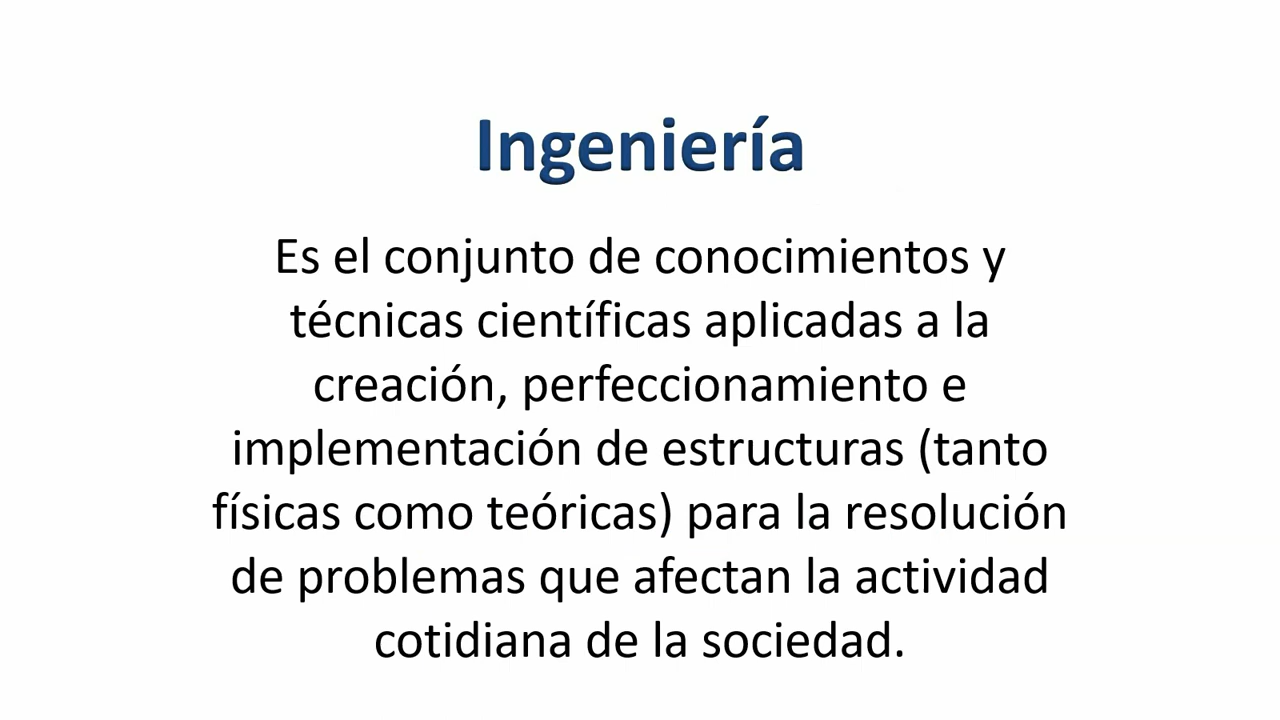 Ingeniería
Es el conjunto de conocimientos y
técnicas científicas aplicadas a la
creación, perfeccionamiento e
implementación de estructuras (tanto
físicas como teóricas) para la resolución
de problemas que afectan la actividad
cotidiana de la sociedad.